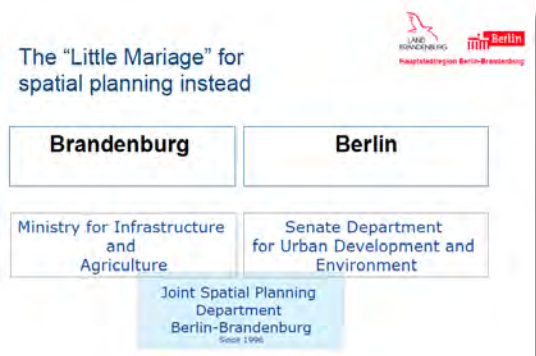 LAND
BRANDENBURG
Berlin
Hauptstadtregion Berlin-Brandenburg
The “Little Mariage” for
spatial planning instead
Brandenburg
Berlin
Ministry for Infrastructure
and
Agriculture
Senate Department
for Urban Development and
Environment
Joint Spatial Planning
Department
Berlin-Brandenburg
Since 1996